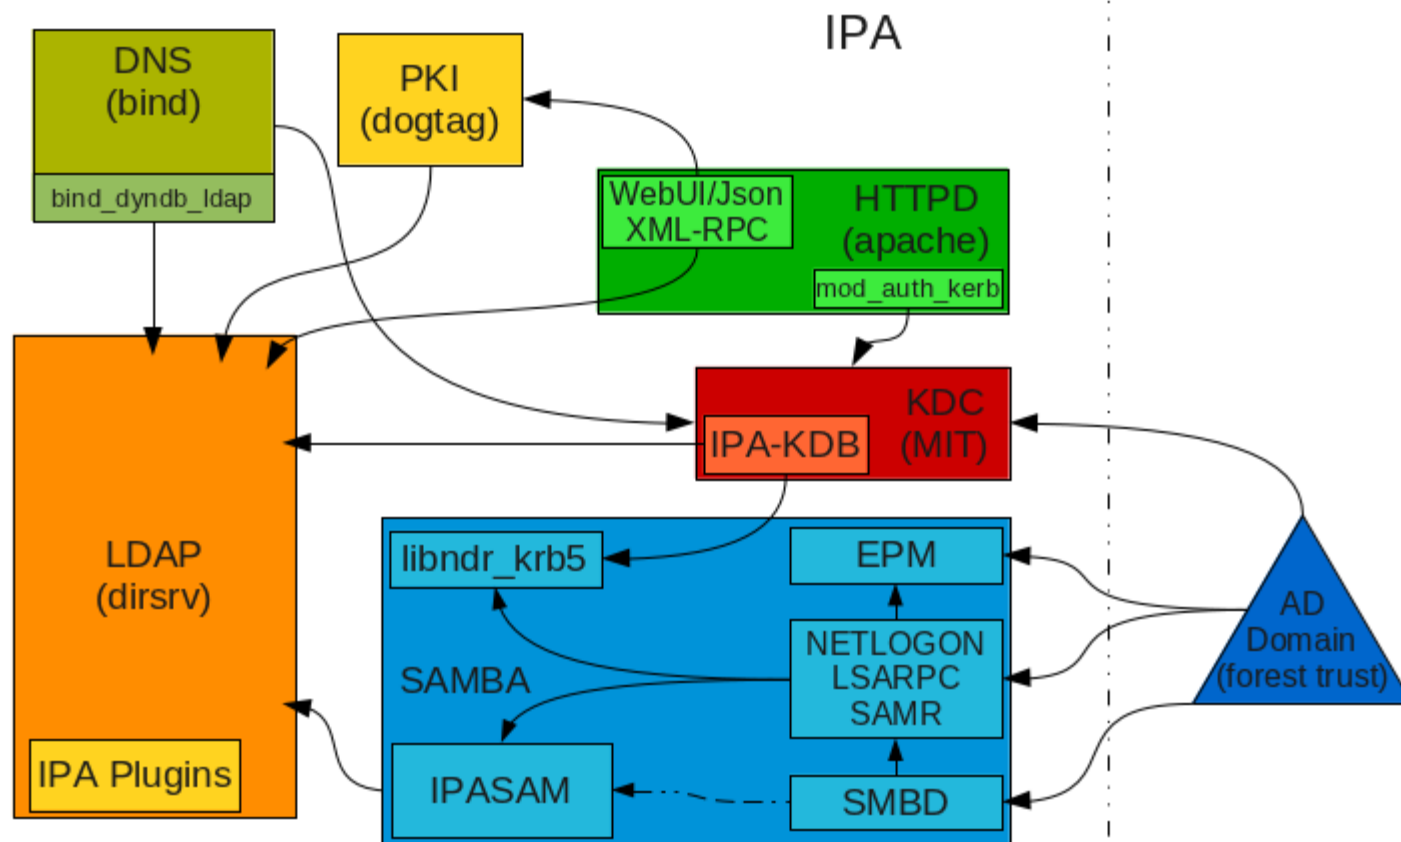 IPA
DNS
(bind)
bind_dyndb_ldap
PKI
(dogtag)
WebUI/Json
XML-RPC
HTTPD
(apache)
mod_auth_kerb
KDC
(MIT)
IPA-KDB
LDAP
(dirsrv)
IPA Plugins
libndr_krb5
EPM
SAMBA
NETLOGON
LSARPC
SAMR
IPASAM
SMBD
AD
Domain
(forest trust)